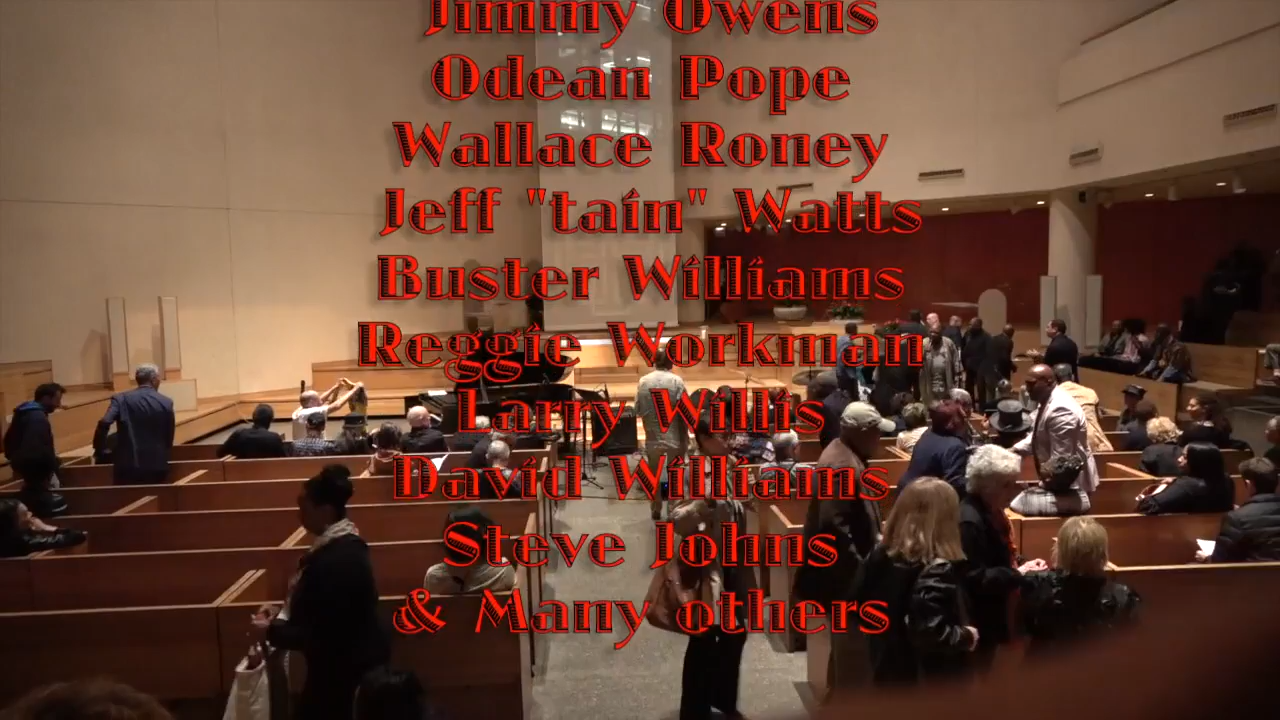 Jimmy Owens
Odean Pope
Wallace Roney
Jeff "tain" Watts
Buster Williams
Reggie Workman
Larry Willis
David Williams
Steve Johns
& Many others